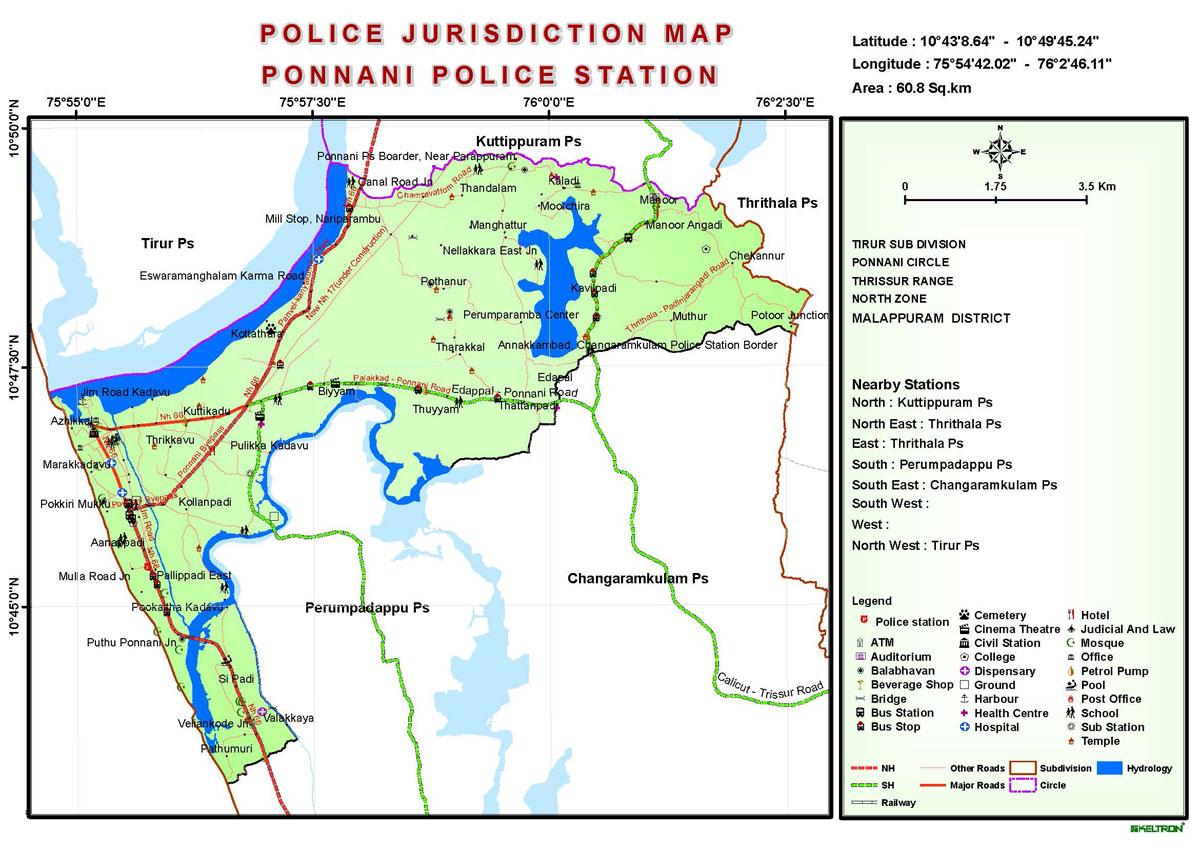 POLICE JURISDICTION MAP
PONNANI POLICE STATION
Latitude : 10°43'8.64" - 10°49'45.24"
Longitude : 75°54'42.02" - 76°2'46.11"
Area : 60.8 Sq.km
75°55'0"E
75°57'30"E
76°0'0"E
76°2'30"E
10°50'0"N
10°47'30"N
10°45'0"N
Kuttippuram Ps
Ponnani Ps Boarder, Near Parappuram
Canal Road Jn
Nh 66
Chamravattom Road
Thandalam
Kaladi
Moorchira
Manoor
Thrithala Ps
Mill Stop, Nariparambu
Manghattur
Manoor Angadi
Tirur Ps
Nellakkara East Jn
Chekannur
Eswaramanghalam Karma Road
New Nh 17(under Construction)
Pothanur
Kavilpadi
Thrithala - Padinjarangadi Road
Kottathara
Perumparamba Center
Muthur
Potoor Junction
Tharakkal
Annakkambad, Changaramkulam Police Station Border
Jim Road Kadavu
Nh 66
Biyyam
Palakkad - Ponnani Road
Edapal
Edappal - Ponnani Road
Thuyyam
Thattanpadi
Azhikkal
Nh 66
Kuttikadu
Thrikkavu
Ponnani Byepass
Pulikka Kadavu
Marakkadavu
Pokkiri Mukku
Kollanpadi
Aanappadi
Nh 66
Mulla Road Jn
Pallippadi East
Pookaitha Kadavu
Perumpadappu Ps
Changaramkulam Ps
Puthu Ponnani Jn
Si Padi
Calicut - Trissur Road
Nh 66
Veliankode Jn
Valakkaya
Pathumuri
N
W
E
S
0
1.75
3.5 Km
TIRUR SUB DIVISION
PONNANI CIRCLE
THRISSUR RANGE
NORTH ZONE
MALAPPURAM DISTRICT
Nearby Stations
North : Kuttippuram Ps
North East : Thrithala Ps
East : Thrithala Ps
South : Perumpadappu Ps
South East : Changaramkulam Ps
South West :
West :
North West : Tirur Ps
Legend
Police station
ATM
Auditorium
Balabhavan
Beverage Shop
Bridge
Bus Station
Bus Stop
Cemetery
Cinema Theatre
Civil Station
College
Dispensary
Ground
Harbour
Health Centre
Hospital
Hotel
Judicial And Law
Mosque
Office
Petrol Pump
Pool
Post Office
School
Sub Station
Temple
NH
Other Roads
Subdivision
Hydrology
SH
Major Roads
Circle
Railway
KELTRON